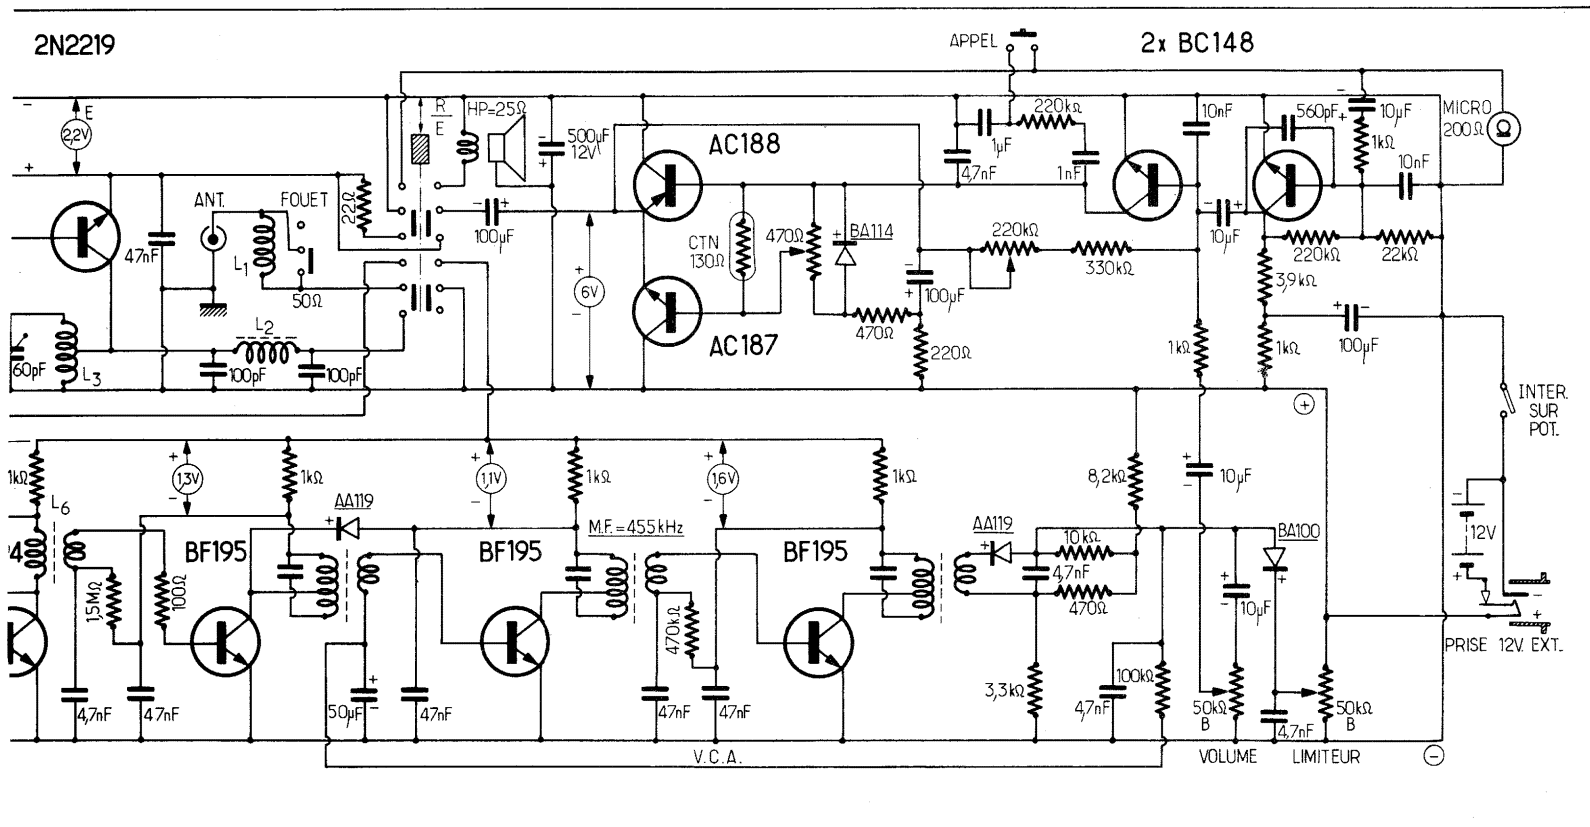 2N2219
APPEL
2x BC148
E
2,2V
R
E
HP=25Ω
500µF
12V
AC188
220kΩ
1µF
4,7nF
1nF
10nF
560pF
10µF
1kΩ
10nF
MICRO
200Ω
ANT.
FOUET
22Ω
47nF
L1
50Ω
100µF
6V
CTN
130Ω
470Ω
BA114
220kΩ
330kΩ
10µF
220kΩ
22kΩ
3,9kΩ
100µF
470Ω
AC187
220Ω
1kΩ
1kΩ
100µF
60pF
L3
L2
100pF
100pF
INTER.
SUR
POT.
1kΩ
1,3V
1kΩ
1,1V
1kΩ
1,6V
1kΩ
8,2kΩ
10µF
12V
L6
AA119
M.F.=455kHz
AA119
BA100
4
BF195
BF195
BF195
10kΩ
4,7nF
470Ω
10µF
1,5MΩ
100Ω
470kΩ
PRISE 12V. EXT.
4,7nF
47nF
50µF
47nF
47nF
47nF
3,3kΩ
4,7nF
100kΩ
50kΩ
B
4,7nF
50kΩ
B
V.C.A.
VOLUME
LIMITEUR